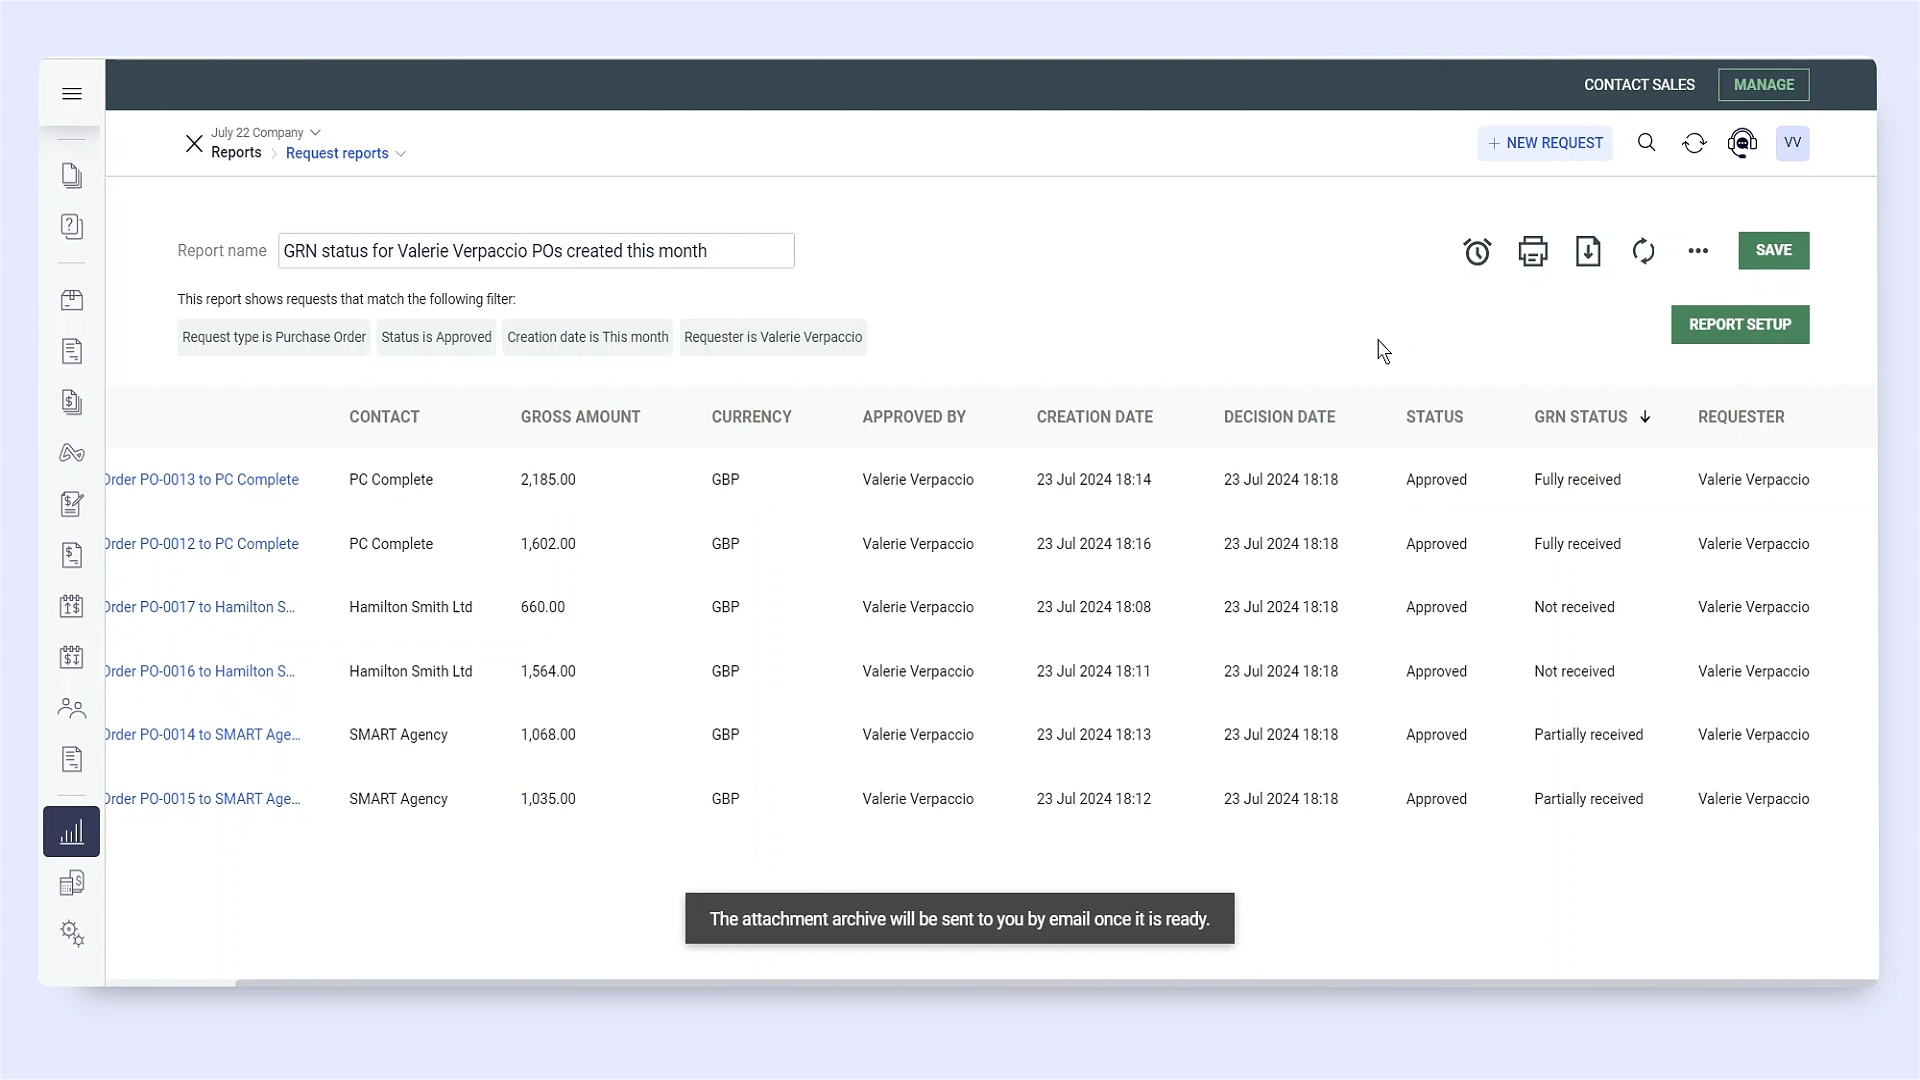 CONTACT SALES MANAGE
July 22 Company
Reports Request reports
+ NEW REQUEST VV
Report name GRN status for Valerie Verpaccio POs created this month
SAVE
This report shows requests that match the following filter:
REPORT SETUP
Request type is Purchase Order Status is Approved Creation date is This month Requester is Valerie Verpaccio
CONTACT GROSS AMOUNT CURRENCY APPROVED BY CREATION DATE DECISION DATE STATUS GRN STATUS REQUESTER
Order PO-0013 to PC Complete PC Complete 2,185.00 GBP Valerie Verpaccio 23 Jul 2024 18:14 23 Jul 2024 18:18 Approved Fully received Valerie Verpaccio
Order PO-0012 to PC Complete PC Complete 1,602.00 GBP Valerie Verpaccio 23 Jul 2024 18:16 23 Jul 2024 18:18 Approved Fully received Valerie Verpaccio
Order PO-0017 to Hamilton S... Hamilton Smith Ltd 660.00 GBP Valerie Verpaccio 23 Jul 2024 18:08 23 Jul 2024 18:18 Approved Not received Valerie Verpaccio
Order PO-0016 to Hamilton S... Hamilton Smith Ltd 1,564.00 GBP Valerie Verpaccio 23 Jul 2024 18:11 23 Jul 2024 18:18 Approved Not received Valerie Verpaccio
Order PO-0014 to SMART Age... SMART Agency 1,068.00 GBP Valerie Verpaccio 23 Jul 2024 18:13 23 Jul 2024 18:18 Approved Partially received Valerie Verpaccio
Order PO-0015 to SMART Age... SMART Agency 1,035.00 GBP Valerie Verpaccio 23 Jul 2024 18:12 23 Jul 2024 18:18 Approved Partially received Valerie Verpaccio
The attachment archive will be sent to you by email once it is ready.